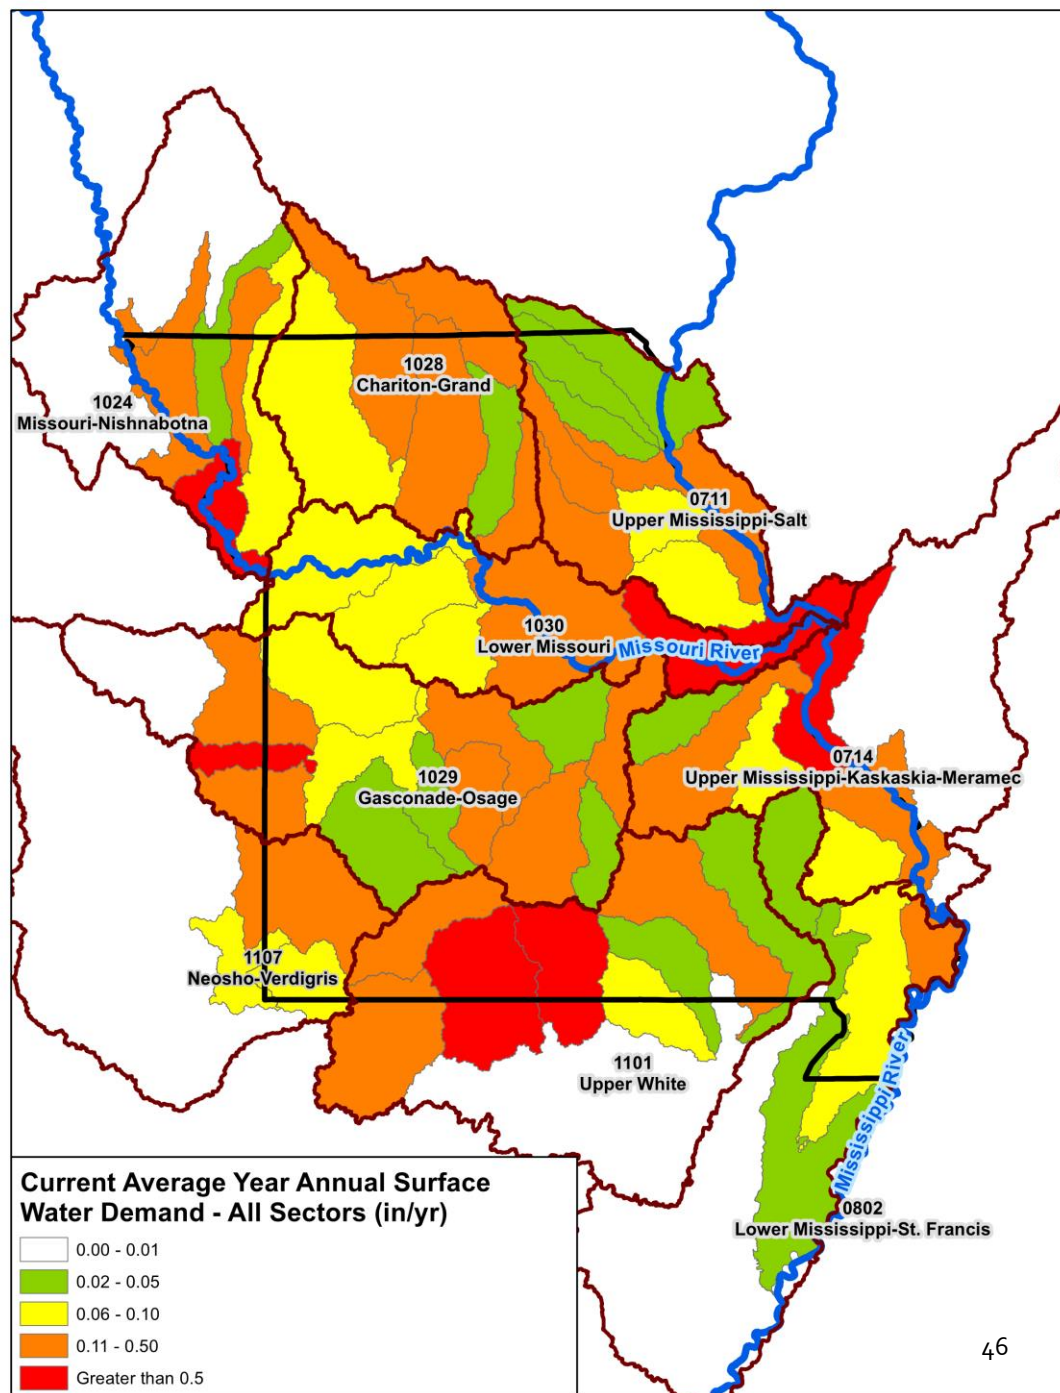 1028
Chariton-Grand
1024
Missouri-Nishnabotna
0711
Upper Mississippi-Salt
1030
Lower Missouri
Missouri River
0714
Upper Mississippi-Kaskaskia-Meramec
1029
Gasconade-Osage
1107
Neosho-Verdigris
1101
Upper White
Mississippi River
0802
Lower Mississippi-St. Francis
Current Average Year Annual Surface
Water Demand - All Sectors (in/yr)
0.00 - 0.01
0.02 - 0.05
0.06 - 0.10
0.11 - 0.50
Greater than 0.5
46